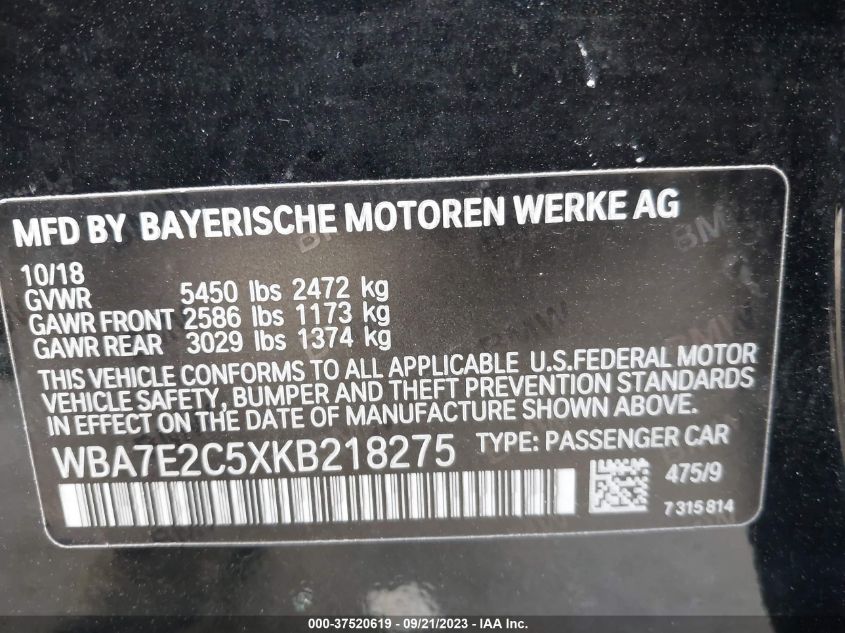 MFD BY BAYERISCHE MOTOREN WERKE AG
10/18
GVWR 5450 lbs 2472 kg
GAWR FRONT 2586 lbs 1173 kg
GAWR REAR 3029 lbs 1374 kg
THIS VEHICLE CONFORMS TO ALL APPLICABLE U.S.FEDERAL MOTOR
VEHICLE SAFETY, BUMPER AND THEFT PREVENTION STANDARDS
IN EFFECT ON THE DATE OF MANUFACTURE SHOWN ABOVE.
WBA7E2C5XKB218275 TYPE: PASSENGER CAR
475/9
7 315 814
000-37520619 - 09/21/2023 - IAA Inc.